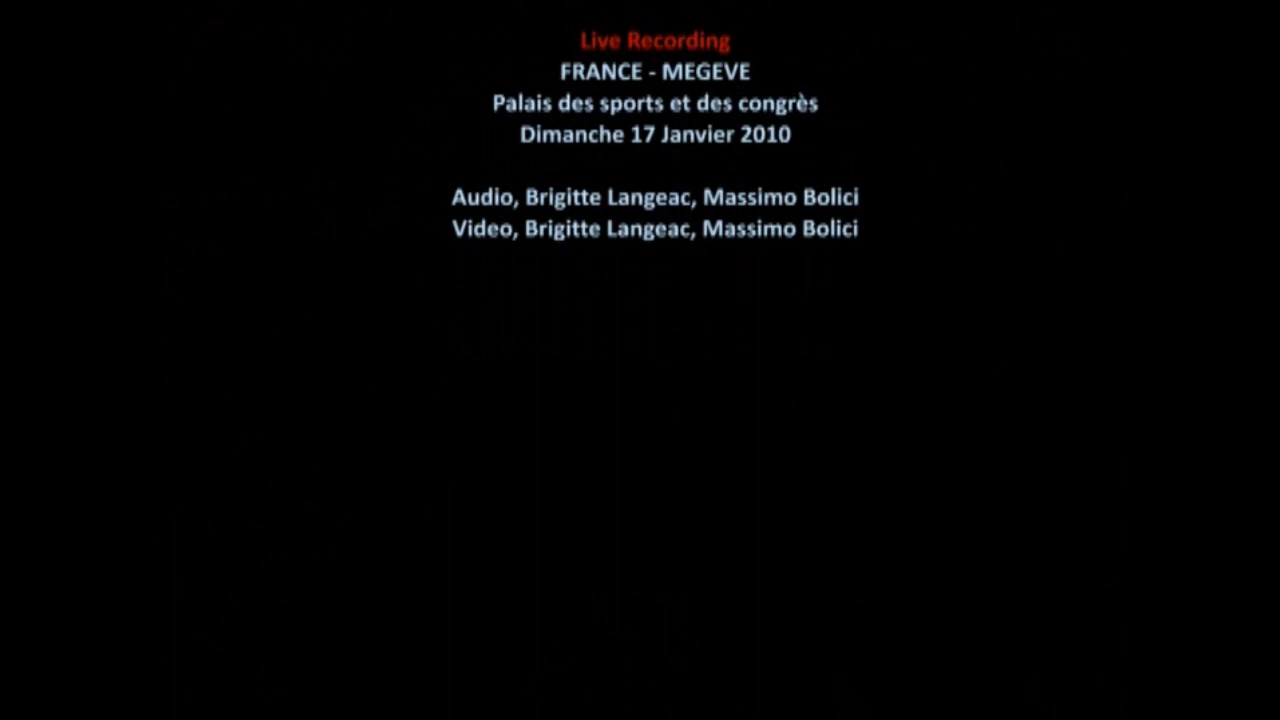 Live Recording
FRANCE - MEGEVE
Palais des sports et des congrès
Dimanche 17 Janvier 2010
Audio, Brigitte Langeac, Massimo Bolici
Video, Brigitte Langeac, Massimo Bolici